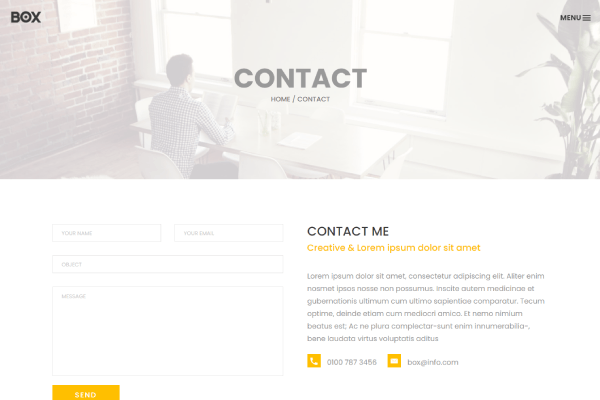 BOX
MENU
CONTACT
HOME / CONTACT
YOUR NAME
YOUR EMAIL
OBJECT
MESSAGE
SEND
CONTACT ME
Creative & Lorem ipsum dolor sit amet
Lorem ipsum dolor sit amet, consectetur adipiscing elit. Aliter enim
nosmet ipsos nosse non possumus. Inscite autem medicinae et
gubernationis ultimum cum ultimo sapientiae comparatur. Tecum
optime, deinde etiam cum mediocri amico. Et nemo nimium
beatus est; Ac ne plura complectar-sunt enim innumerabilia-,
bene laudata virtus voluptatis aditus
0100 787 3456
box@info.com